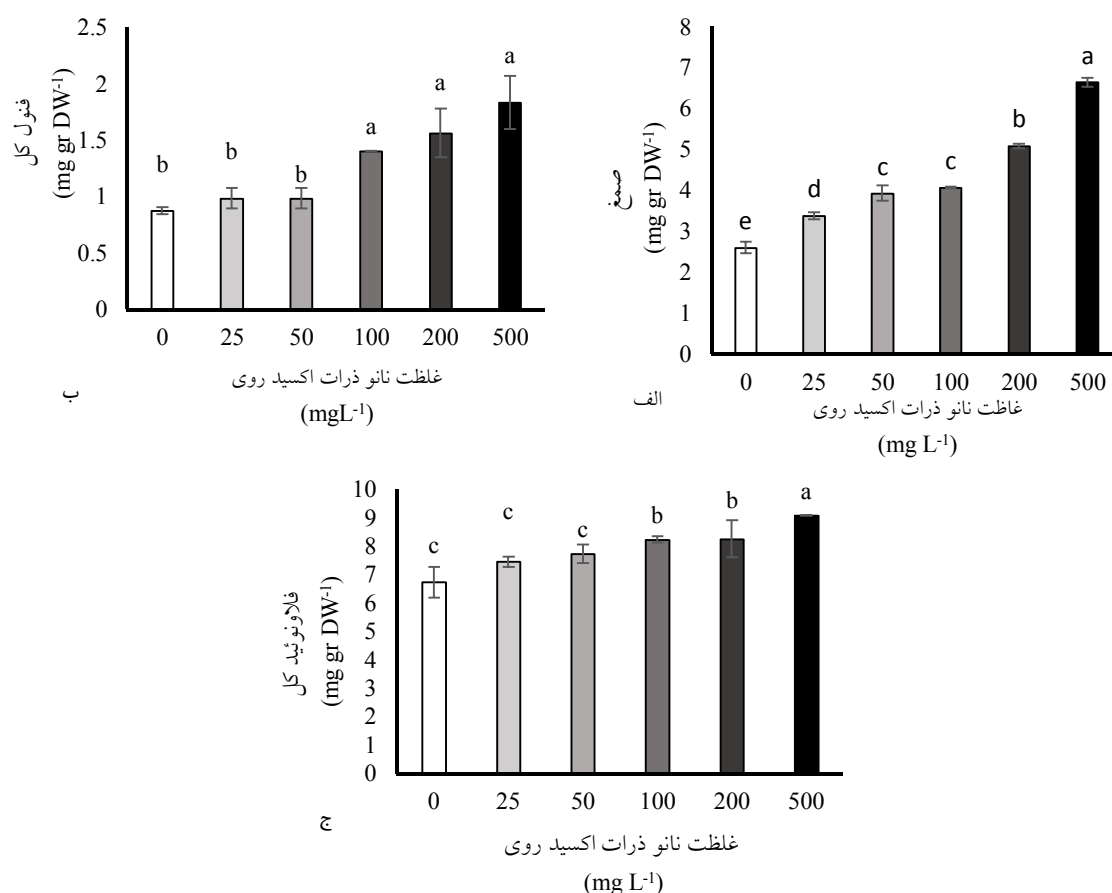 فنول کل
(mg gr DW-1)
2.5
2
1.5
1
0.5
0
b
b
b
a
a
a
0 25 50 100 200 500
غلظت نانو ذرات اکسید روی
(mgL-1)
ب
صمغ
(mg gr DW-1)
8
7
6
5
4
3
2
1
0
e
d
c
c
b
a
0 25 50 100 200 500
غاظت نانو ذرات اکسید روی
(mg L-1)
الف
فلاونوئید کل
(mg gr DW-1)
10
9
8
7
6
5
4
3
2
1
0
c
c
c
b
b
a
0 25 50 100 200 500
غلظت نانو ذرات اکسید روی
(mg L-1)
ج